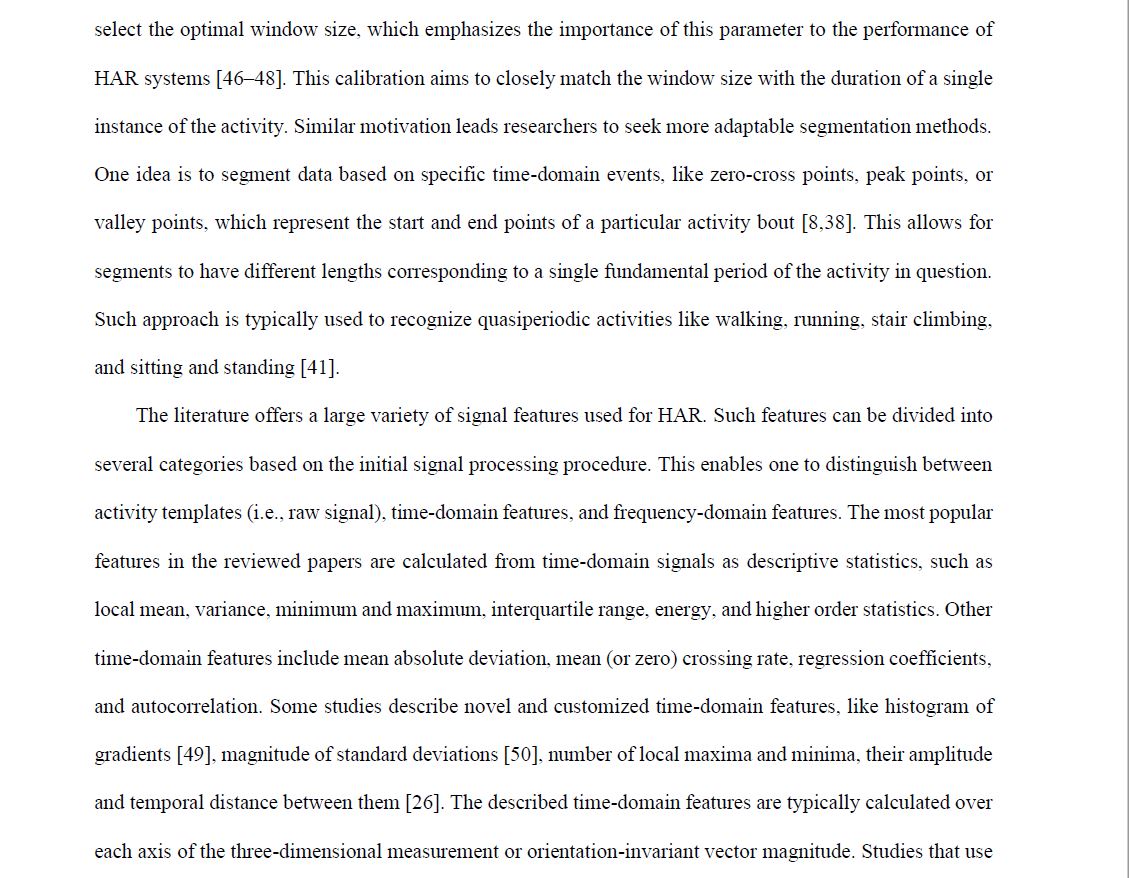 select the optimal window size, which emphasizes the importance of this parameter to the performance of
HAR systems [46–48]. This calibration aims to closely match the window size with the duration of a single
instance of the activity. Similar motivation leads researchers to seek more adaptable segmentation methods.
One idea is to segment data based on specific time-domain events, like zero-cross points, peak points, or
valley points, which represent the start and end points of a particular activity bout [8,38]. This allows for
segments to have different lengths corresponding to a single fundamental period of the activity in question.
Such approach is typically used to recognize quasiperiodic activities like walking, running, stair climbing,
and sitting and standing [41].
The literature offers a large variety of signal features used for HAR. Such features can be divided into
several categories based on the initial signal processing procedure. This enables one to distinguish between
activity templates (i.e., raw signal), time-domain features, and frequency-domain features. The most popular
features in the reviewed papers are calculated from time-domain signals as descriptive statistics, such as
local mean, variance, minimum and maximum, interquartile range, energy, and higher order statistics. Other
time-domain features include mean absolute deviation, mean (or zero) crossing rate, regression coefficients,
and autocorrelation. Some studies describe novel and customized time-domain features, like histogram of
gradients [49], magnitude of standard deviations [50], number of local maxima and minima, their amplitude
and temporal distance between them [26]. The described time-domain features are typically calculated over
each axis of the three-dimensional measurement or orientation-invariant vector magnitude. Studies that use